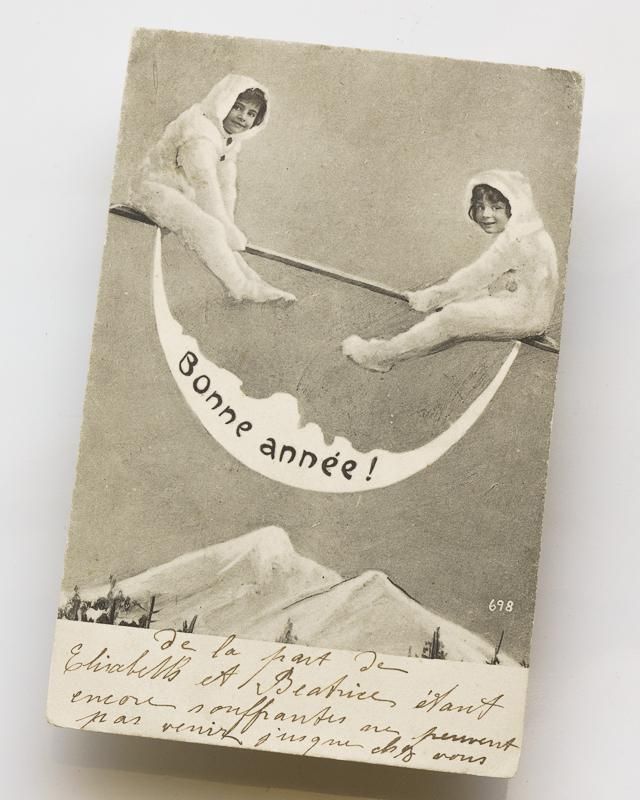 Bonne année !
698
de la part de
Elisabeth et Beatrice étant
encore souffrantes ne peuvent
pas venir jusque chez vous